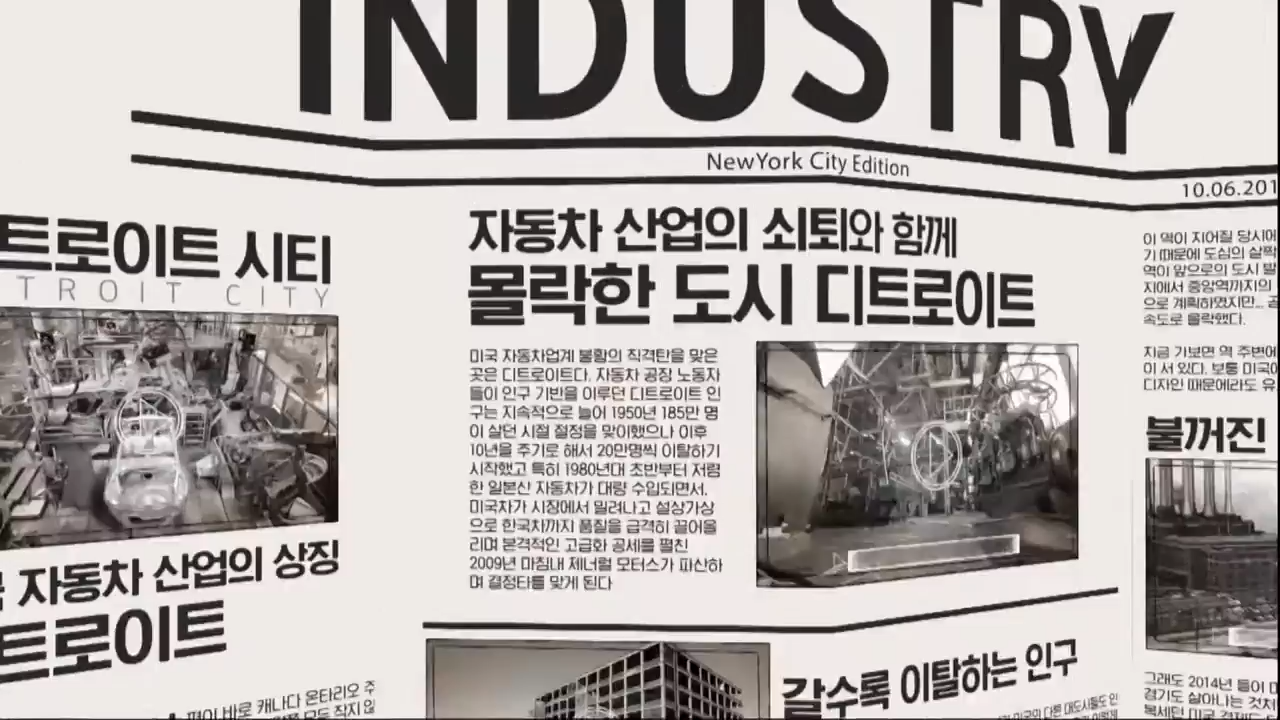 INDUSTRY
NewYork City Edition
10.06.201
트로이트 시티
TROIT CITY
자동차 산업의 상징
트로이트
자동차 산업의 쇠퇴와 함께
몰락한 도시 디트로이트
미국 자동차업계 불황의 직격탄을 맞은
곳은 디트로이트다. 자동차 공장 노동자
들이 인구 기반을 이루던 디트로이트 인
구는 지속적으로 늘어 1950년 185만 명
이 살던 시절 절정을 맞이했으나 이후
10년을 주기로 해서 20만명씩 이탈하기
시작했고 특히 1980년대 초반부터 저렴
한 일본산 자동차가 대량 수입되면서,
미국차가 시장에서 밀려나고 설상가상
으로 한국차까지 품질을 급격히 끌어올
리며 본격적인 고급화 공세를 펼친
2009년 마침내 제너럴 모터스가 파산하
며 결정타를 맞게 된다
갈수록 이탈하는 인구
이 역이 지어질 당시에
기 때문에 도심의 살짝
역이 앞으로의 도시 발
지에서 중앙역까지의
으로 계획하였지만...
속도로 몰락했다.
지금 가보면 역 주변에
이 서 있다. 보통 미국
디자인 때문에라도 유
불꺼진
그래도 2014년 들어
경기도 살아나는 것처
바로 캐나다 온타리오 주